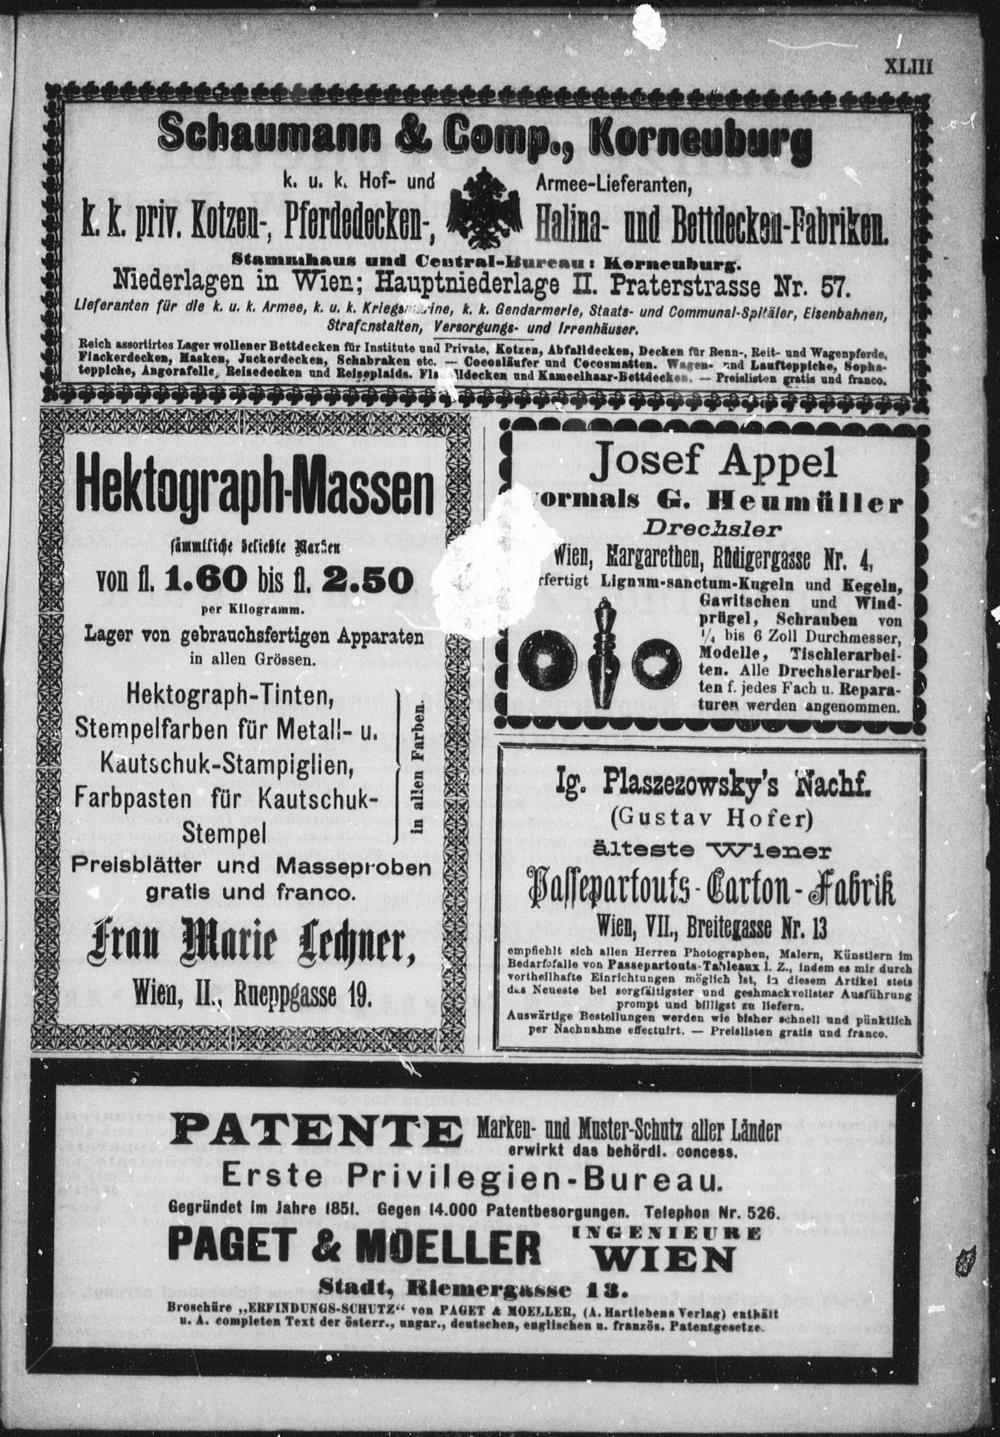 XLIII
Schaumann & Comp., Korneuburg
k. u. k. Hof- und Armee-Lieferanten,
k. k. priv. Kotzen-, Pferdedecken-, Halina- und Bettdecken-Fabriken.
Stammhaus und Central-Bureau: Korneuburg.
Niederlagen in Wien; Hauptniederlage II. Praterstrasse Nr. 57.
Lieferanten für die k. u. k. Armee, k. u. k. Kriegsmarine, k. k. Gendarmerie, Staats- und Communal-Spitäler, Eisenbahnen,
Strafanstalten, Versorgungs- und Irrenhäuser.
Reich assortirtes Lager wollener Bettdecken für Institute und Private, Kotzen, Abfalldecken, Decken für Renn-, Reit- und Wagenpferde,
Fiackerdecken, Masken, Juckerdecken, Schabraken etc. — Cocosläufer und Cocosmatten. Wagen- und Laufteppiche, Sopha-
teppiche, Angorafelle, Reisedecken und Reiseplaids. und Kameelhaar-Bettdecken. — Preislisten gratis und franco.
Hektograph-Massen
sämmtliche beliebte Marken
von fl. 1.60 bis fl. 2.50
per Kilogramm.
Lager von gebrauchsfertigen Apparaten
in allen Grössen.
Hektograph-Tinten,
Stempelfarben für Metall- u.
Kautschuk-Stampiglien,
Farbpasten für Kautschuk-
Stempel
in allen Farben.
Preisblätter und Masseproben
gratis und franco.
Frau Marie Lechner,
Wien, II., Rueppgasse 19.
Josef Appel
vormals G. Heumüller
Drechsler
Wien, Margarethen, Rüdigergasse Nr. 4,
verfertigt Lignum-sanctum-Kugeln und Kegeln,
Gawitschen und Wind-
prügel, Schrauben von
¼ bis 6 Zoll Durchmesser,
Modelle, Tischlerarbei-
ten. Alle Drechslerarbei-
ten f. jedes Fach u. Repara-
turen werden angenommen.
Ig. Plaszezowsky's Nachf.
(Gustav Hofer)
älteste Wiener
Passepartouts-Carton-Fabrik
Wien, VII., Breitegasse Nr. 13
empfiehlt sich allen Herren Photographen, Malern, Künstlern im
Bedarfsfalle von Passepartouts-Tableaux l. Z., indem es mir durch
vortheilhafte Einrichtungen möglich ist, in diesem Artikel stets
das Neueste bei sorgfältigster und geschmackvollster Ausführung
prompt und billigst zu liefern.
Auswärtige Bestellungen werden wie bisher schnell und pünktlich
per Nachnahme effectuirt. — Preislisten gratis und franco.
PATENTE Marken- und Muster-Schutz aller Länder
erwirkt das behördl. concess.
Erste Privilegien-Bureau.
Gegründet im Jahre 1851. Gegen 14.000 Patentbesorgungen. Telephon Nr. 526.
PAGET & MOELLER INGENIEURE
WIEN
Stadt, Riemergasse 13.
Broschüre „ERFINDUNGS-SCHUTZ“ von PAGET & MOELLER, (A. Hartlebens Verlag) enthält
u. A. completen Text der österr., ungar., deutschen, englischen u. französ. Patentgesetze.